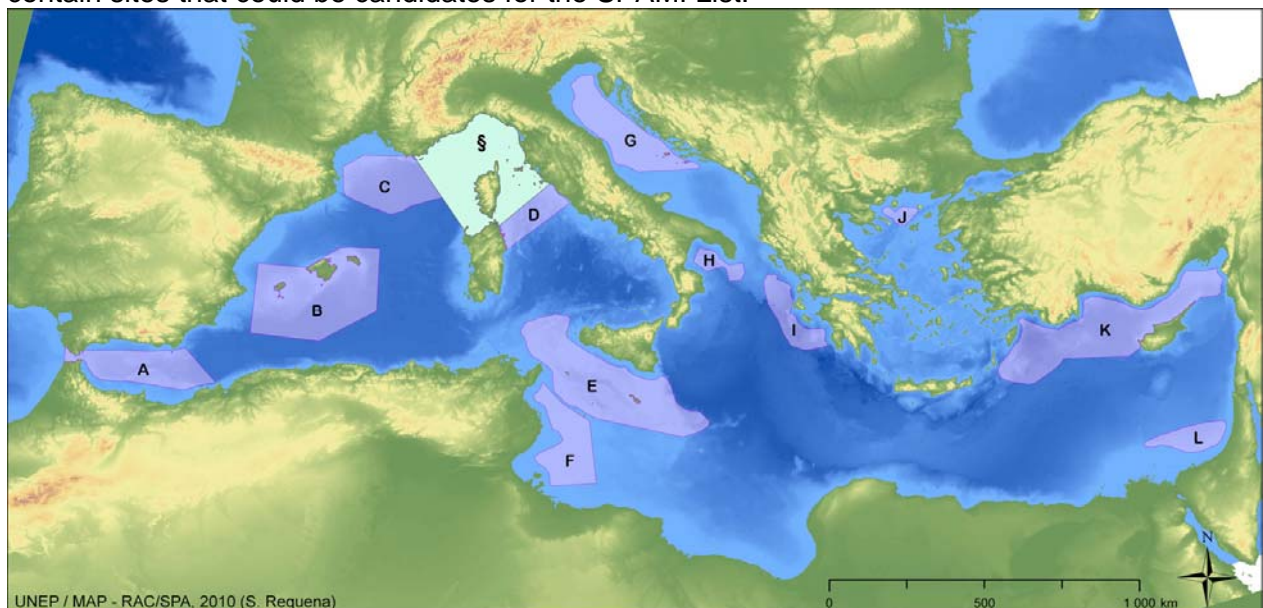 contain sites that could be candidates for the SPAMI List.
§
G
C
D
J
H
B
I
K
A
E
L
F
N
UNEP / MAP - RAC/SPA, 2010 (S. Requena)
0 500 1 000 km